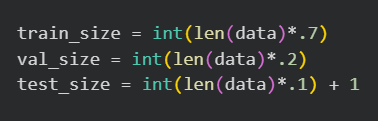 train_size = int(len(data)*.7)
val_size = int(len(data)*.2)
test_size = int(len(data)*.1) + 1